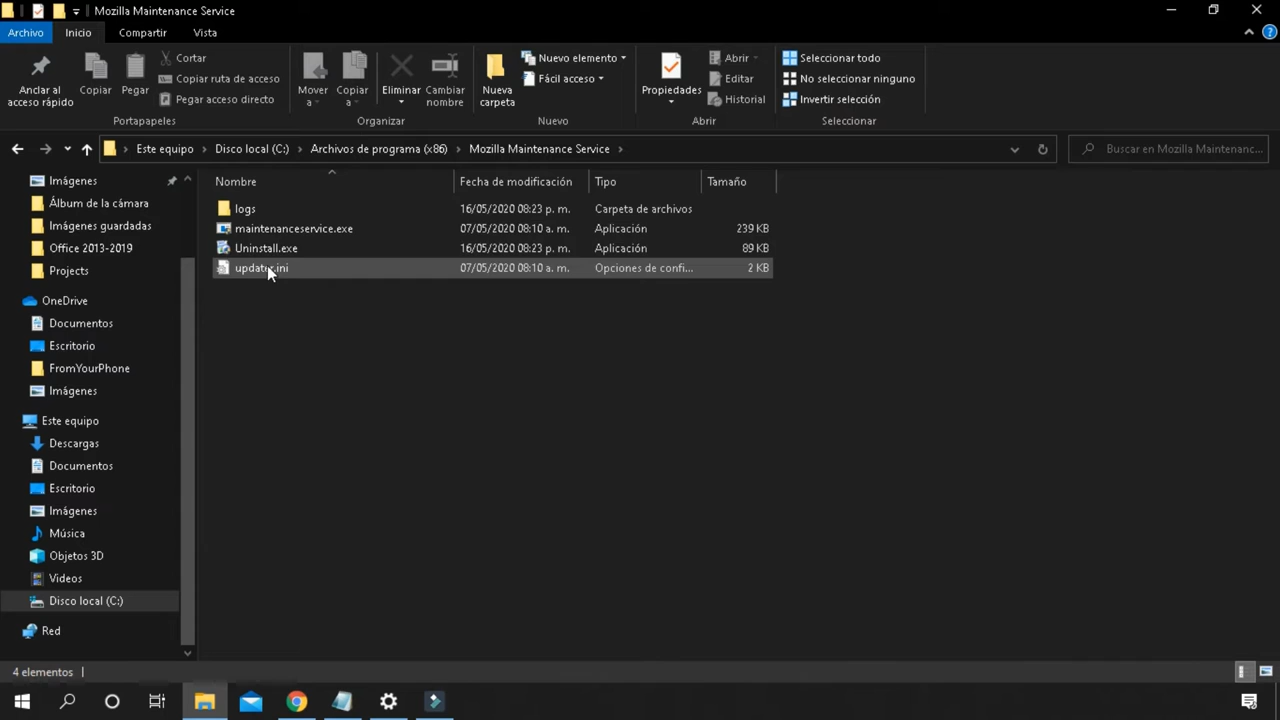 Mozilla Maintenance Service
Archivo Inicio Compartir Vista
Anclar al acceso rápido
Copiar
Pegar
Cortar
Copiar ruta de acceso
Pegar acceso directo
Portapapeles
Mover a
Copiar a
Eliminar
Cambiar nombre
Organizar
Nueva carpeta
Nuevo elemento
Fácil acceso
Nuevo
Propiedades
Abrir
Editar
Historial
Abrir
Seleccionar todo
No seleccionar ninguno
Invertir selección
Seleccionar
Este equipo > Disco local (C:) > Archivos de programa (x86) > Mozilla Maintenance Service >
Buscar en Mozilla Maintenanc...
Imágenes
Álbum de la cámara
Imágenes guardadas
Office 2013-2019
Projects
OneDrive
Documentos
Escritorio
FromYourPhone
Imágenes
Este equipo
Descargas
Documentos
Escritorio
Imágenes
Música
Objetos 3D
Videos
Disco local (C:)
Red
Nombre Fecha de modificación Tipo Tamaño
logs 16/05/2020 08:23 p. m. Carpeta de archivos
maintenanceservice.exe 07/05/2020 08:10 a. m. Aplicación 239 KB
Uninstall.exe 16/05/2020 08:23 p. m. Aplicación 89 KB
updater.ini 07/05/2020 08:10 a. m. Opciones de confi... 2 KB
4 elementos